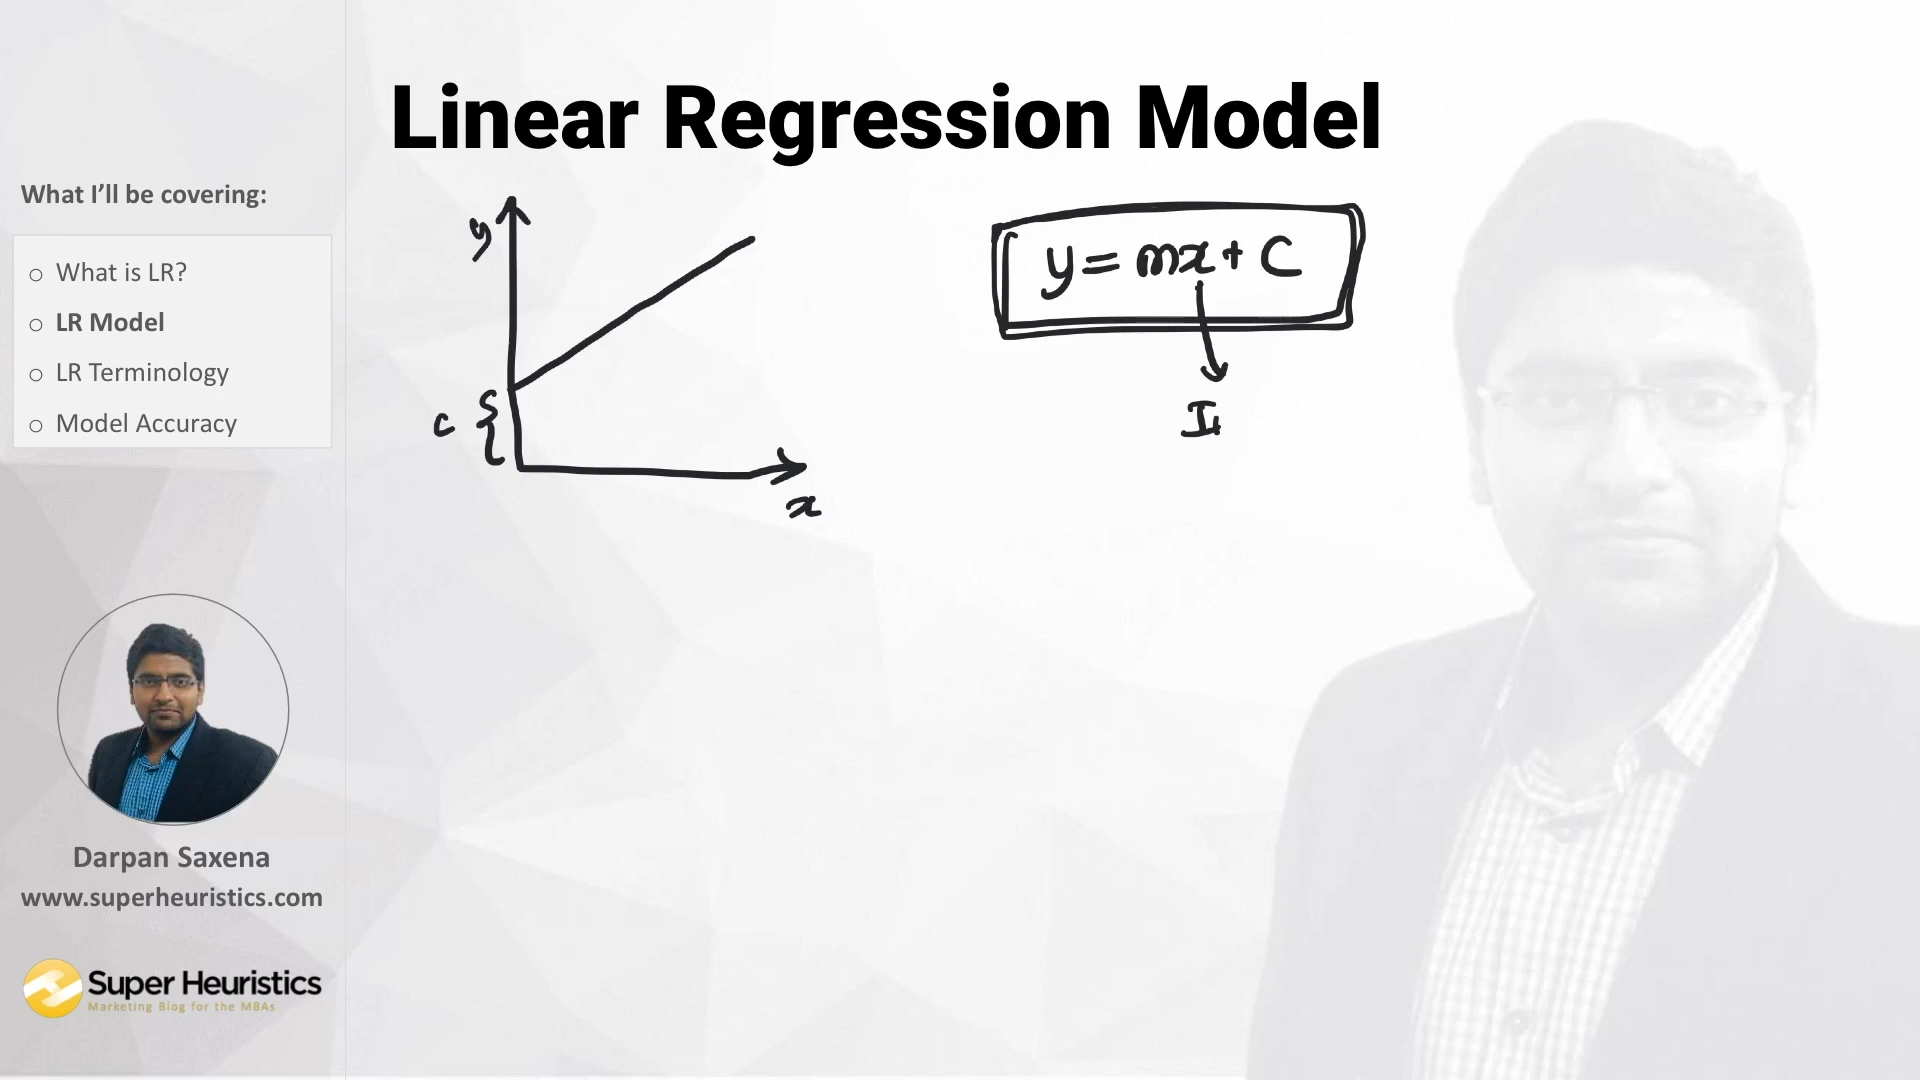 Linear Regression Model
What I'll be covering:
○ What is LR?
○ LR Model
○ LR Terminology
○ Model Accuracy
y
c
x
y = mx + C
Darpan Saxena
www.superheuristics.com
Super Heuristics
Marketing Blog for the MBAs